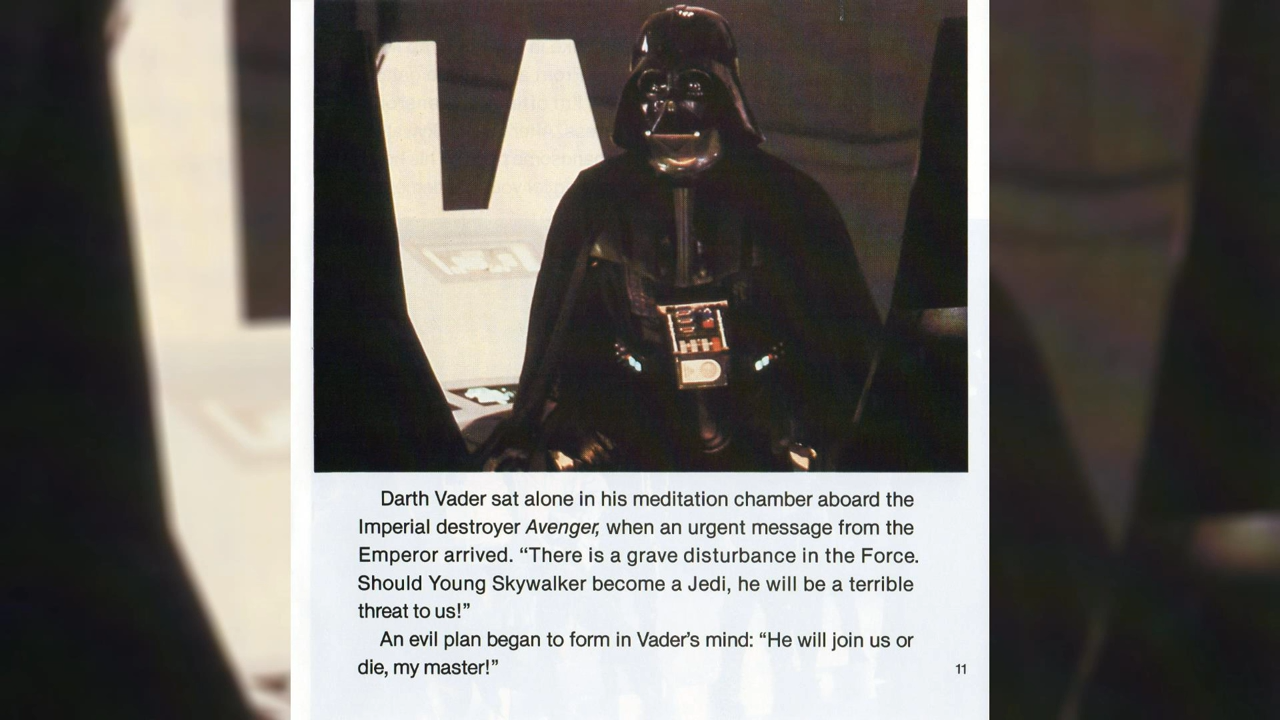 Darth Vader sat alone in his meditation chamber aboard the
Imperial destroyer Avenger, when an urgent message from the
Emperor arrived. “There is a grave disturbance in the Force.
Should Young Skywalker become a Jedi, he will be a terrible
threat to us!”
An evil plan began to form in Vader’s mind: “He will join us or
die, my master!”
11